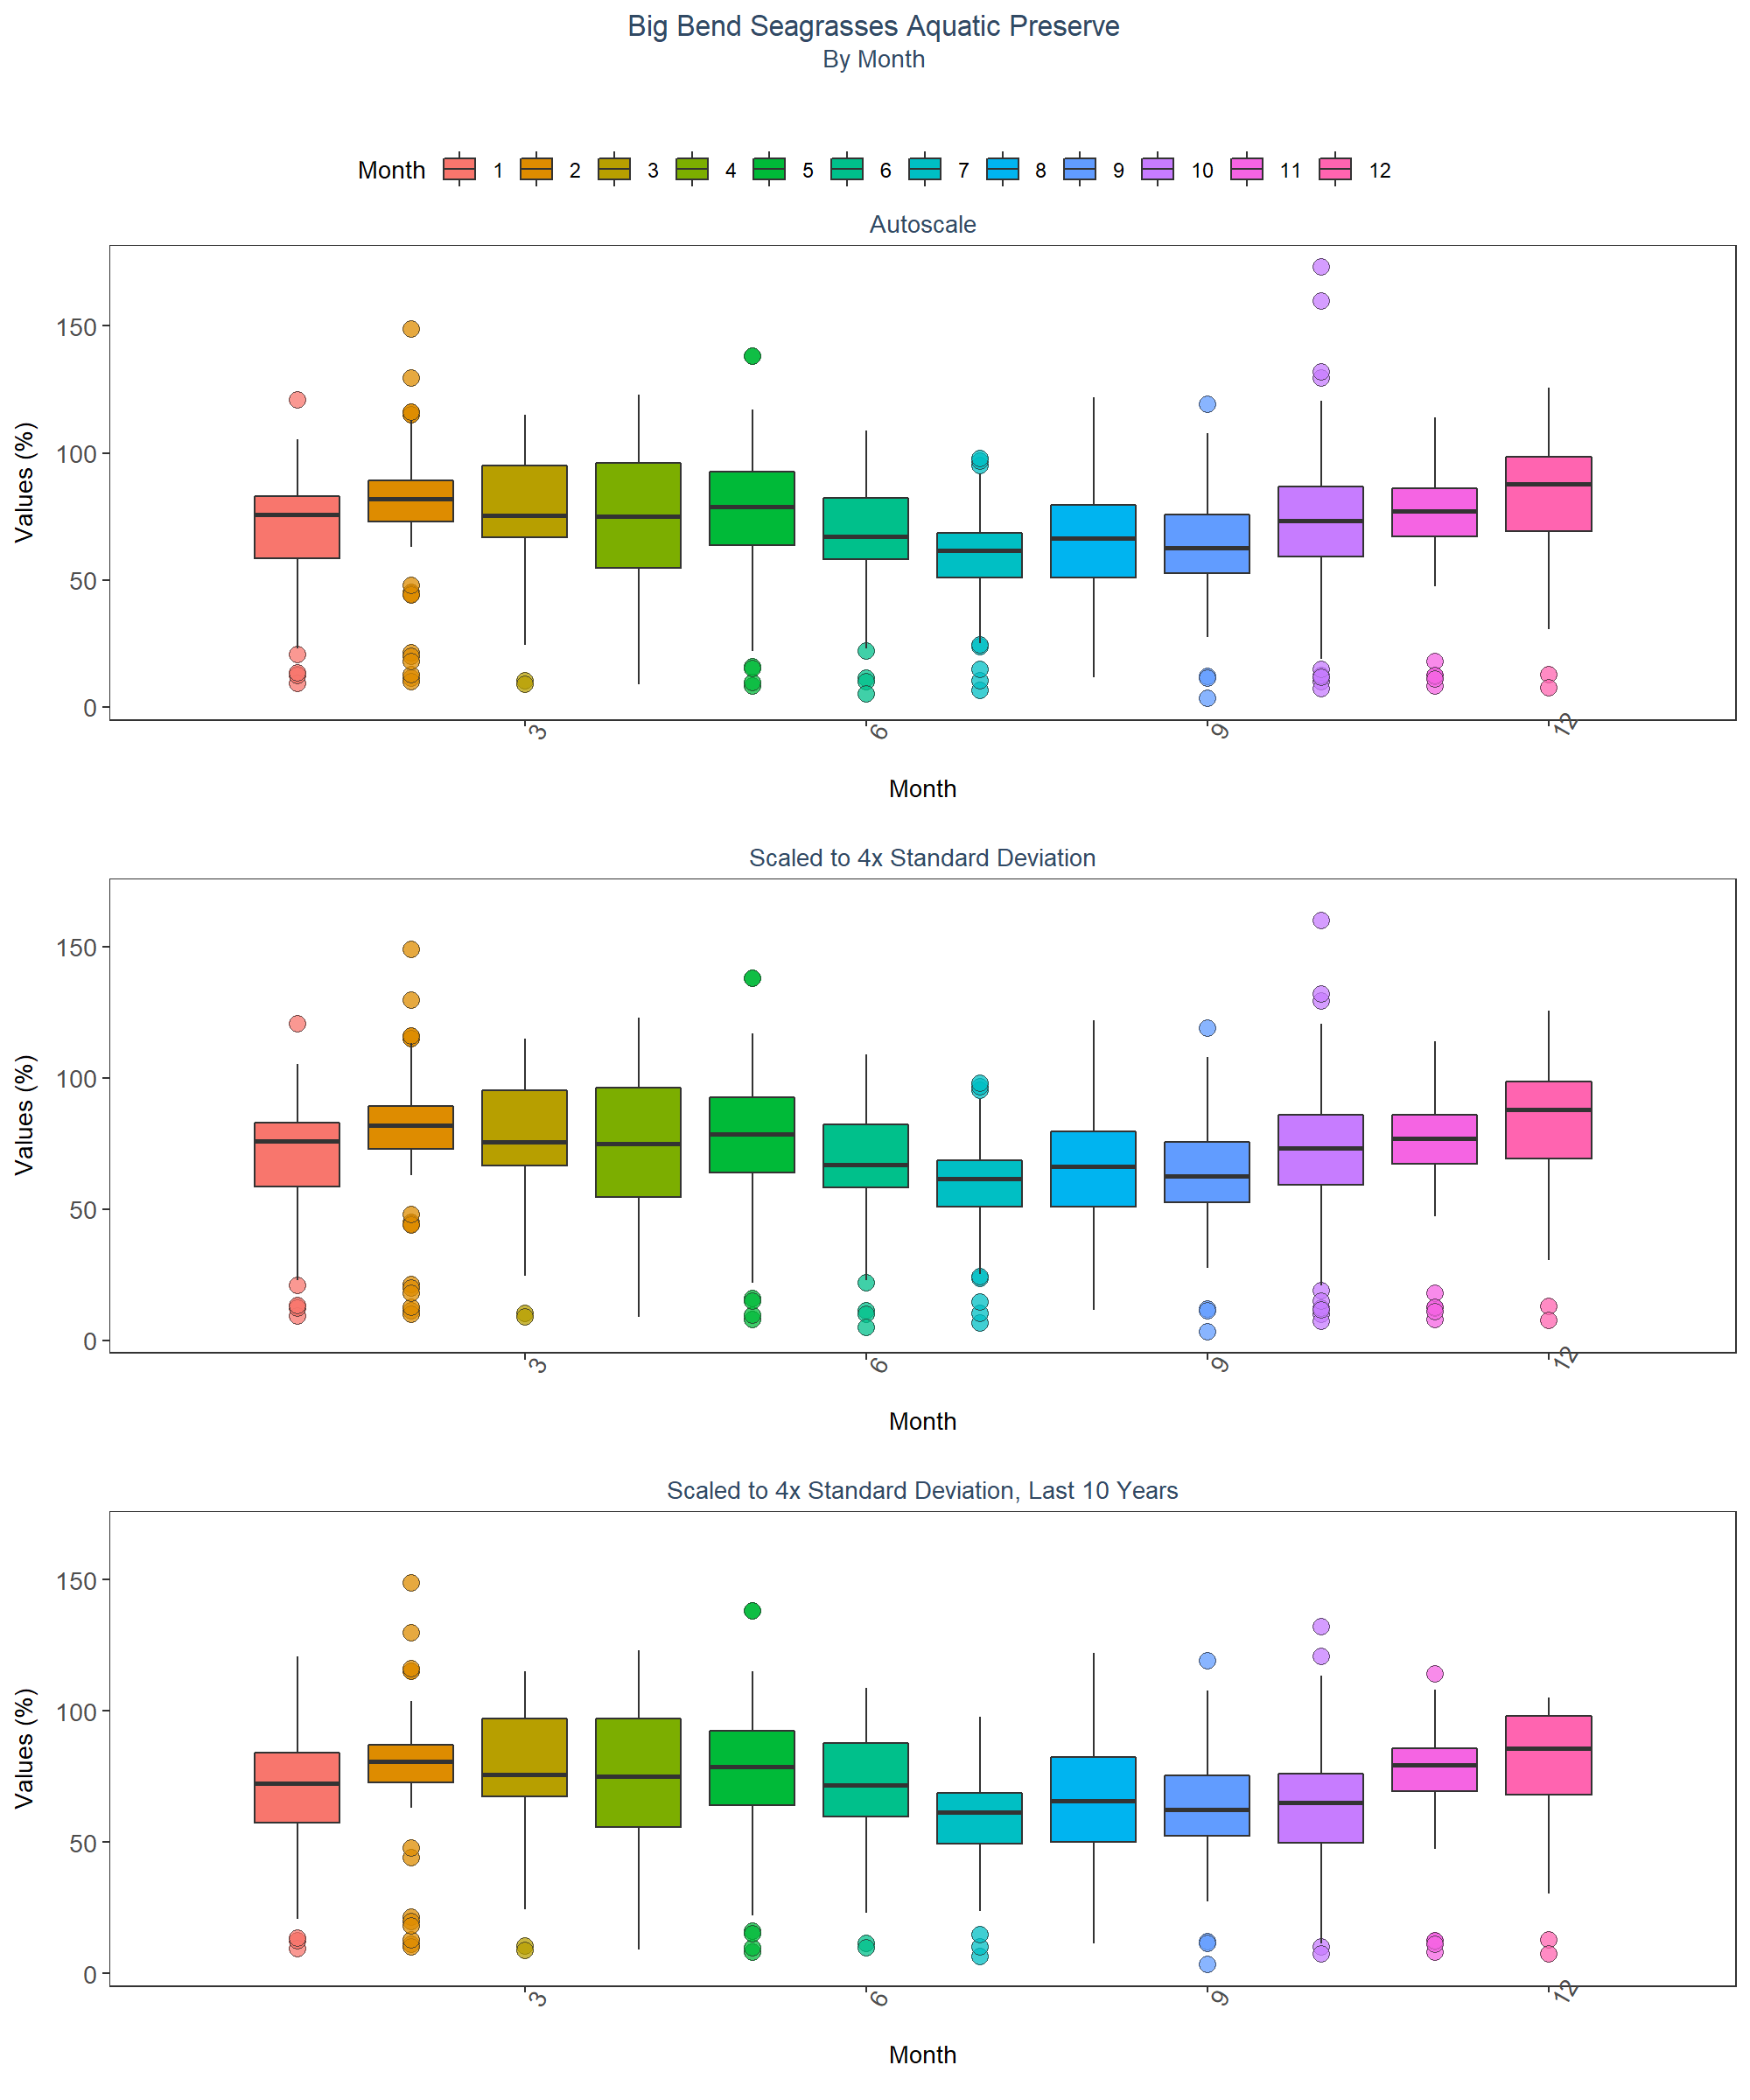 Big Bend Seagrasses Aquatic Preserve
By Month
Month 1 2 3 4 5 6 7 8 9 10 11 12
Autoscale
Values (%)
150
100
50
0
3 6 9 12
Month
Scaled to 4x Standard Deviation
Values (%)
150
100
50
0
3 6 9 12
Month
Scaled to 4x Standard Deviation, Last 10 Years
Values (%)
150
100
50
0
3 6 9 12
Month